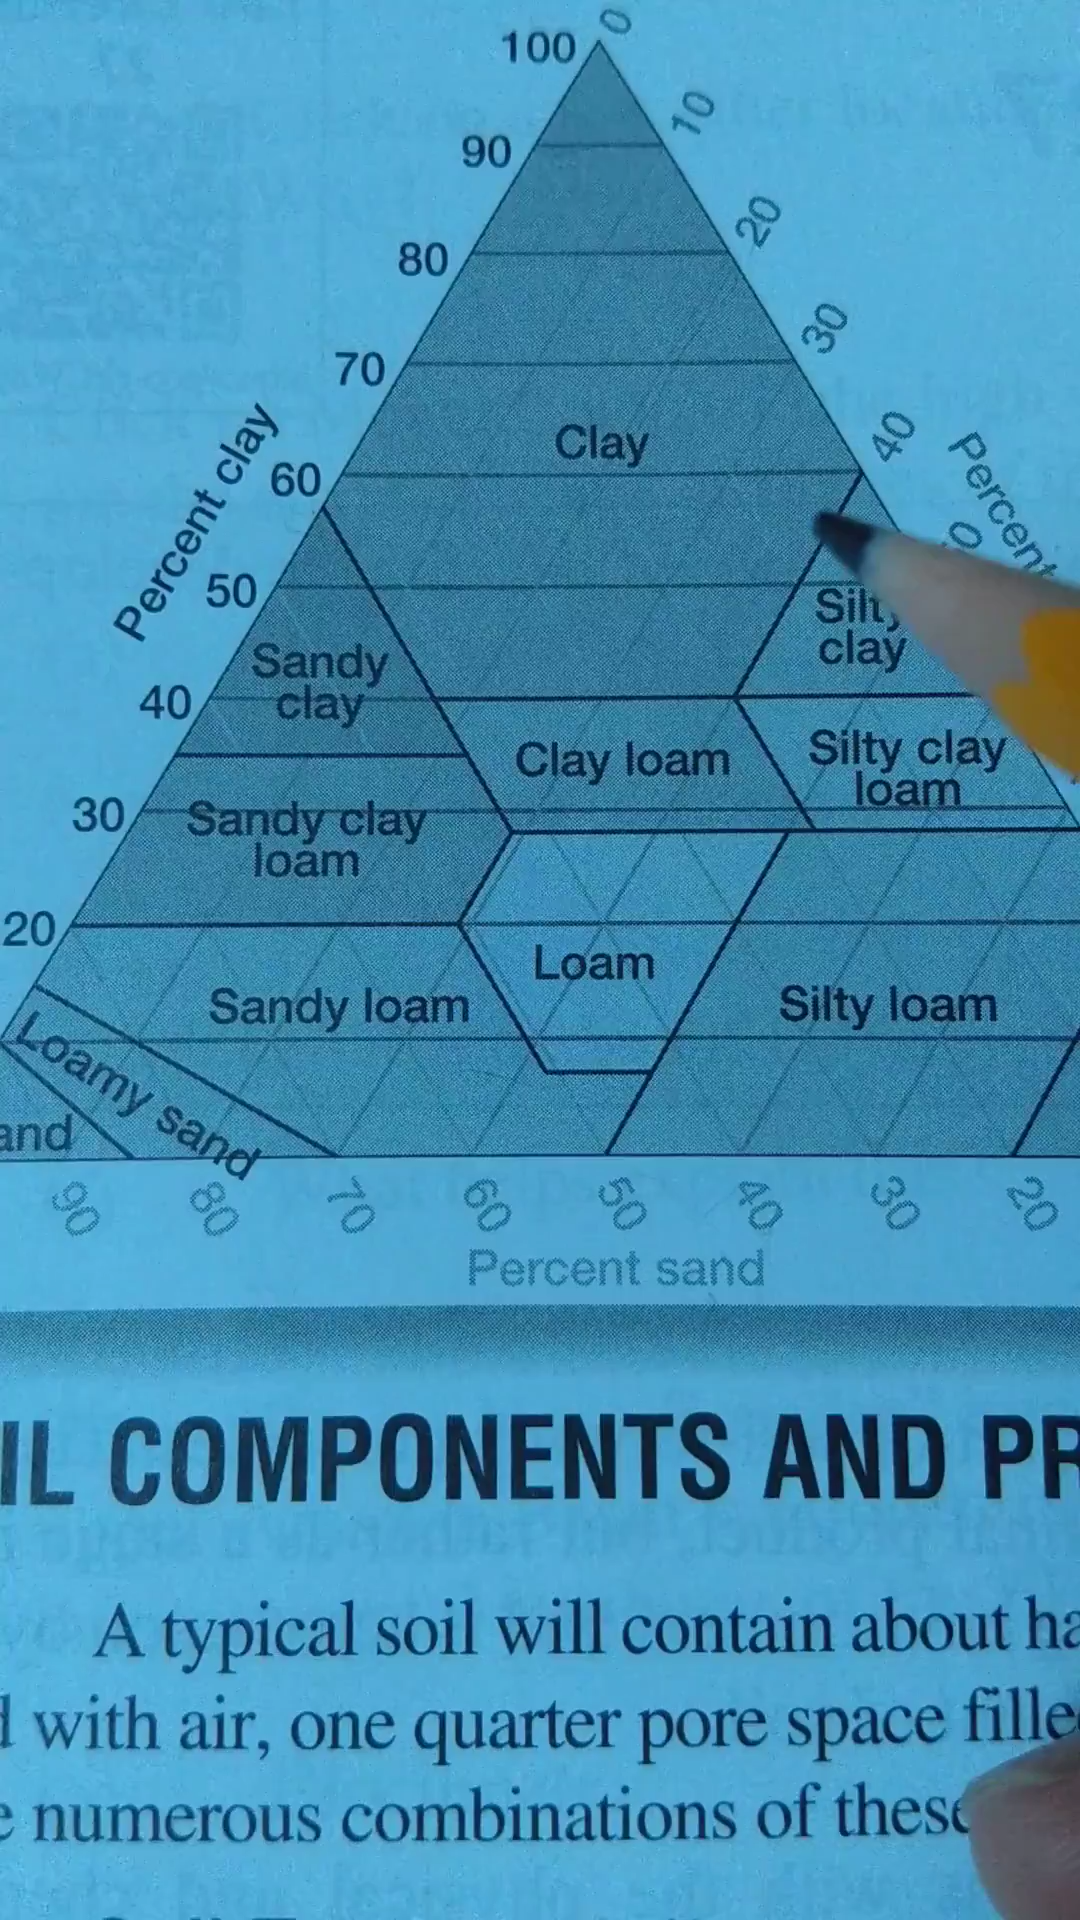 100
0
10
90
20
80
30
70
40
Clay
60
Percent clay
Percent
50
Silty
clay
Sandy
clay
40
Clay loam
Silty clay
loam
30
Sandy clay
loam
20
Loam
Sandy loam
Silty loam
Loamy sand
and
90
80
70
60
50
40
30
20
Percent sand
IL COMPONENTS AND PR
A typical soil will contain about ha
d with air, one quarter pore space fille
e numerous combinations of these